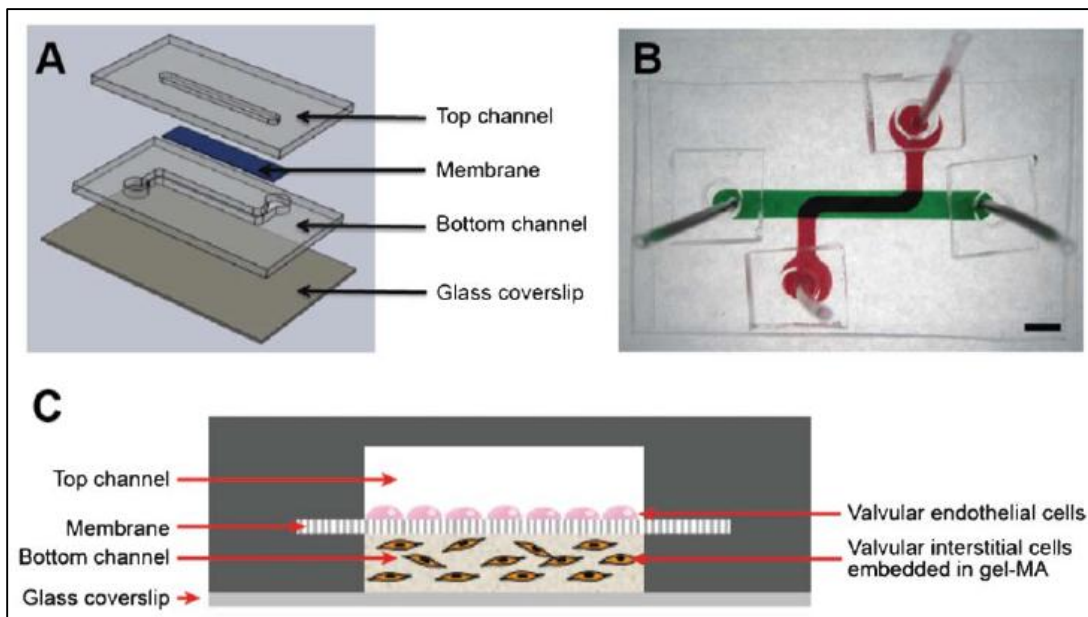 A
Top channel
Membrane
Bottom channel
Glass coverslip
B
C
Top channel
Membrane
Bottom channel
Glass coverslip
Valvular endothelial cells
Valvular interstitial cells
embedded in gel-MA